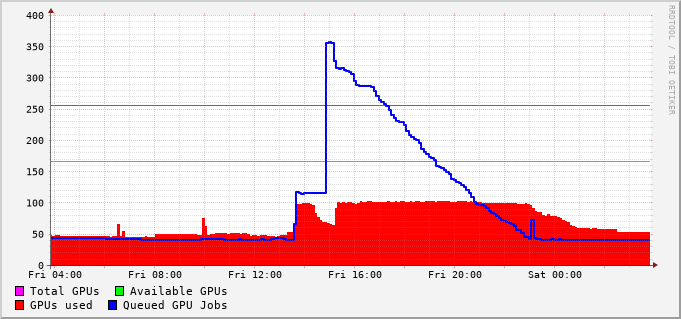 400
350
300
250
200
150
100
50
0
Fri 04:00 Fri 08:00 Fri 12:00 Fri 16:00 Fri 20:00 Sat 00:00
Total GPUs Available GPUs
GPUs used Queued GPU Jobs
RRDTOOL / TOBI OETIKER